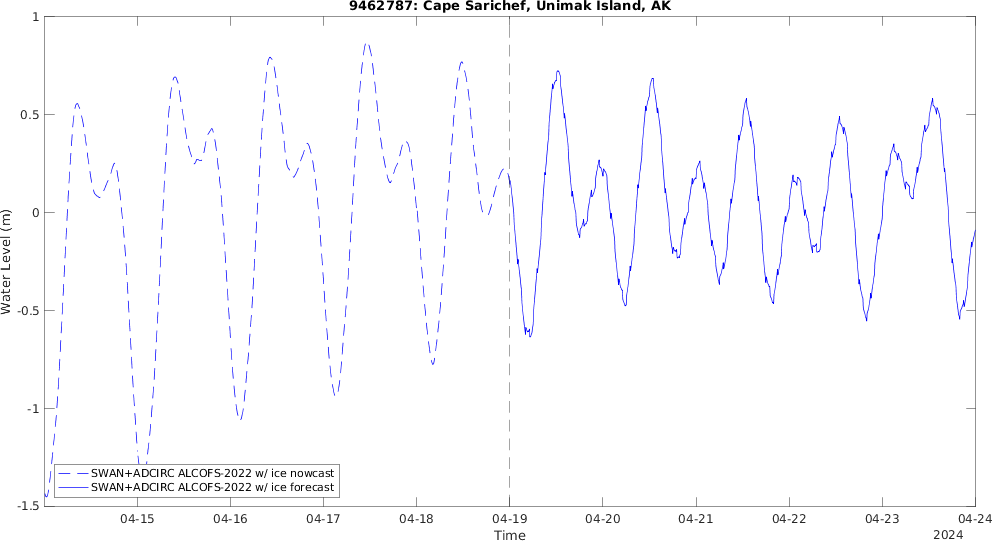 9462787: Cape Sarichef, Unimak Island, AK
1
0.5
0
-0.5
-1
-1.5
Water Level (m)
SWAN+ADCIRC ALCOFS-2022 w/ ice nowcast
SWAN+ADCIRC ALCOFS-2022 w/ ice forecast
04-15 04-16 04-17 04-18 04-19 04-20 04-21 04-22 04-23 04-24
Time
2024